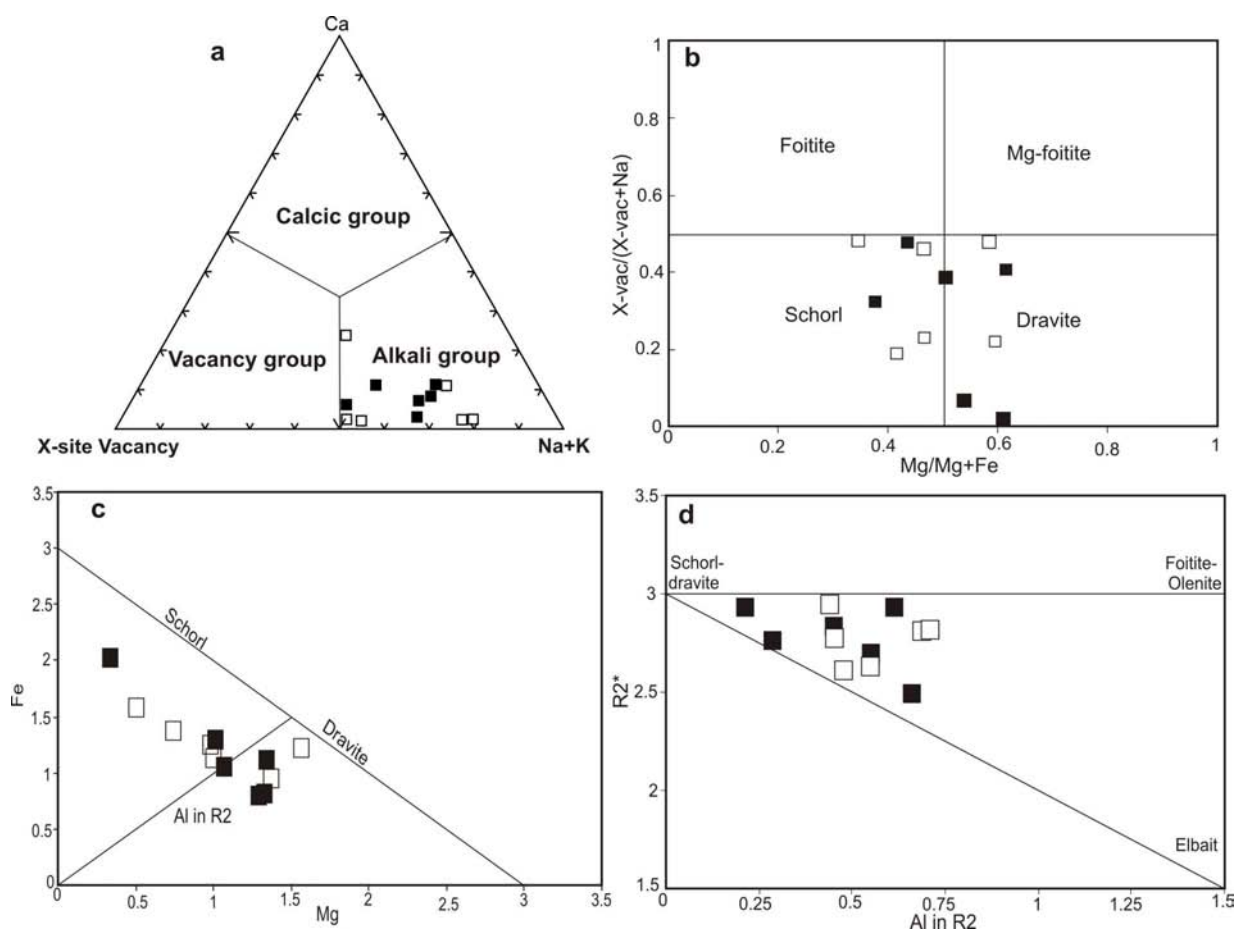 a
Ca
Calcic group
Vacancy group
Alkali group
X-site Vacancy
Na+K
b
1
0.8
0.6
0.4
0.2
0
X-vac/(X-vac+Na)
Foitite
Mg-foitite
Schorl
Dravite
0 0.2 0.4 0.6 0.8 1
Mg/Mg+Fe
c
3.5
3
2.5
2
1.5
1
0.5
0
Fe
Schorl
Dravite
Al in R2
0 0.5 1 1.5 2 2.5 3 3.5
Mg
d
3.5
3
2.5
2
1.5
R2*
Schorl-
dravite
Foitite-
Olenite
Elbait
0 0.25 0.5 0.75 1 1.25 1.5
Al in R2